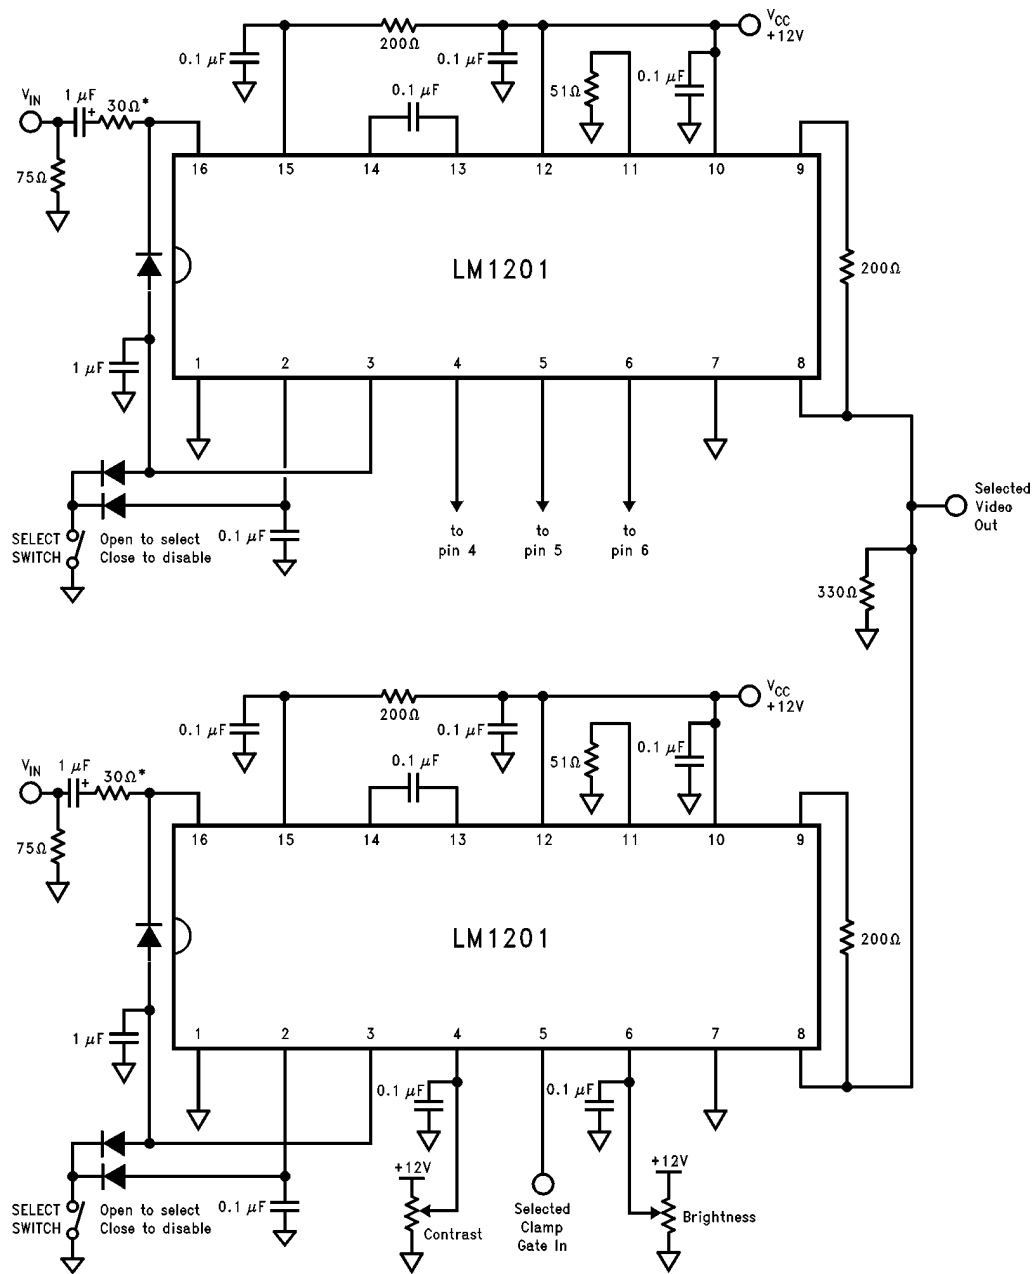 V_CC
+12V
0.1 μF
200Ω
0.1 μF
51Ω
0.1 μF
0.1 μF
V_IN
1 μF
+
30Ω*
75Ω
16
15
14
13
12
11
10
9
LM1201
200Ω
1 μF
1
2
3
4
5
6
7
8
SELECT
SWITCH
Open to select
Close to disable
0.1 μF
to
pin 4
to
pin 5
to
pin 6
Selected
Video
Out
330Ω
V_CC
+12V
0.1 μF
200Ω
0.1 μF
51Ω
0.1 μF
0.1 μF
V_IN
1 μF
+
30Ω*
75Ω
16
15
14
13
12
11
10
9
LM1201
200Ω
1 μF
1
2
3
4
5
6
7
8
0.1 μF
0.1 μF
SELECT
SWITCH
Open to select
Close to disable
0.1 μF
+12V
Contrast
Selected
Clamp
Gate In
+12V
Brightness